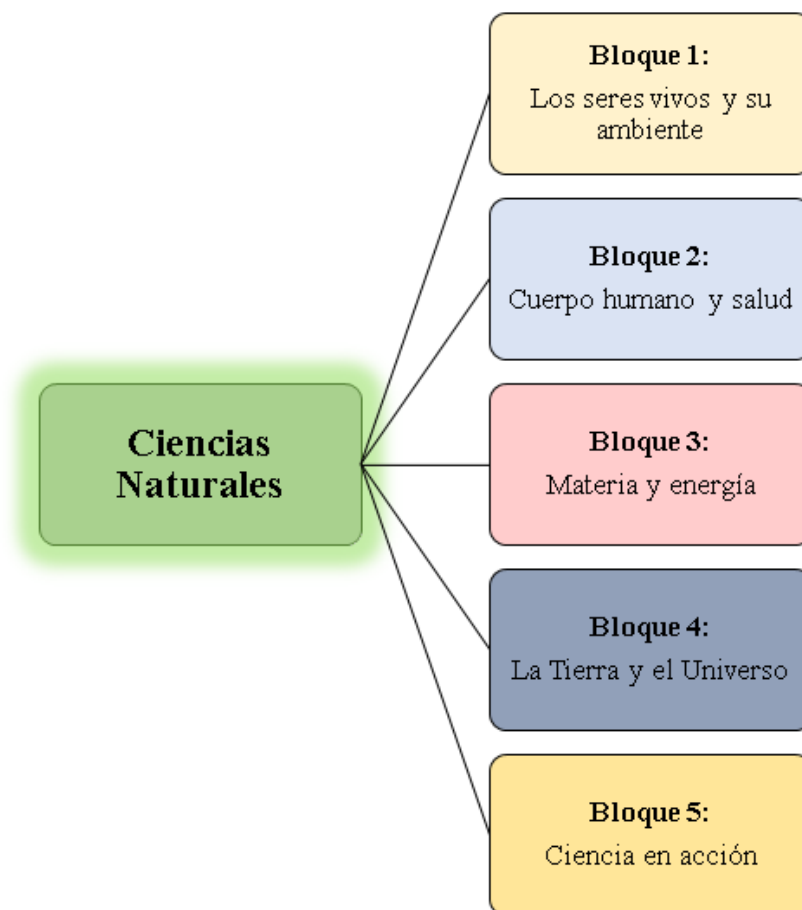 Bloque 1:
Los seres vivos y su
ambiente
Bloque 2:
Cuerpo humano y salud
Ciencias
Naturales
Bloque 3:
Materia y energía
Bloque 4:
La Tierra y el Universo
Bloque 5:
Ciencia en acción